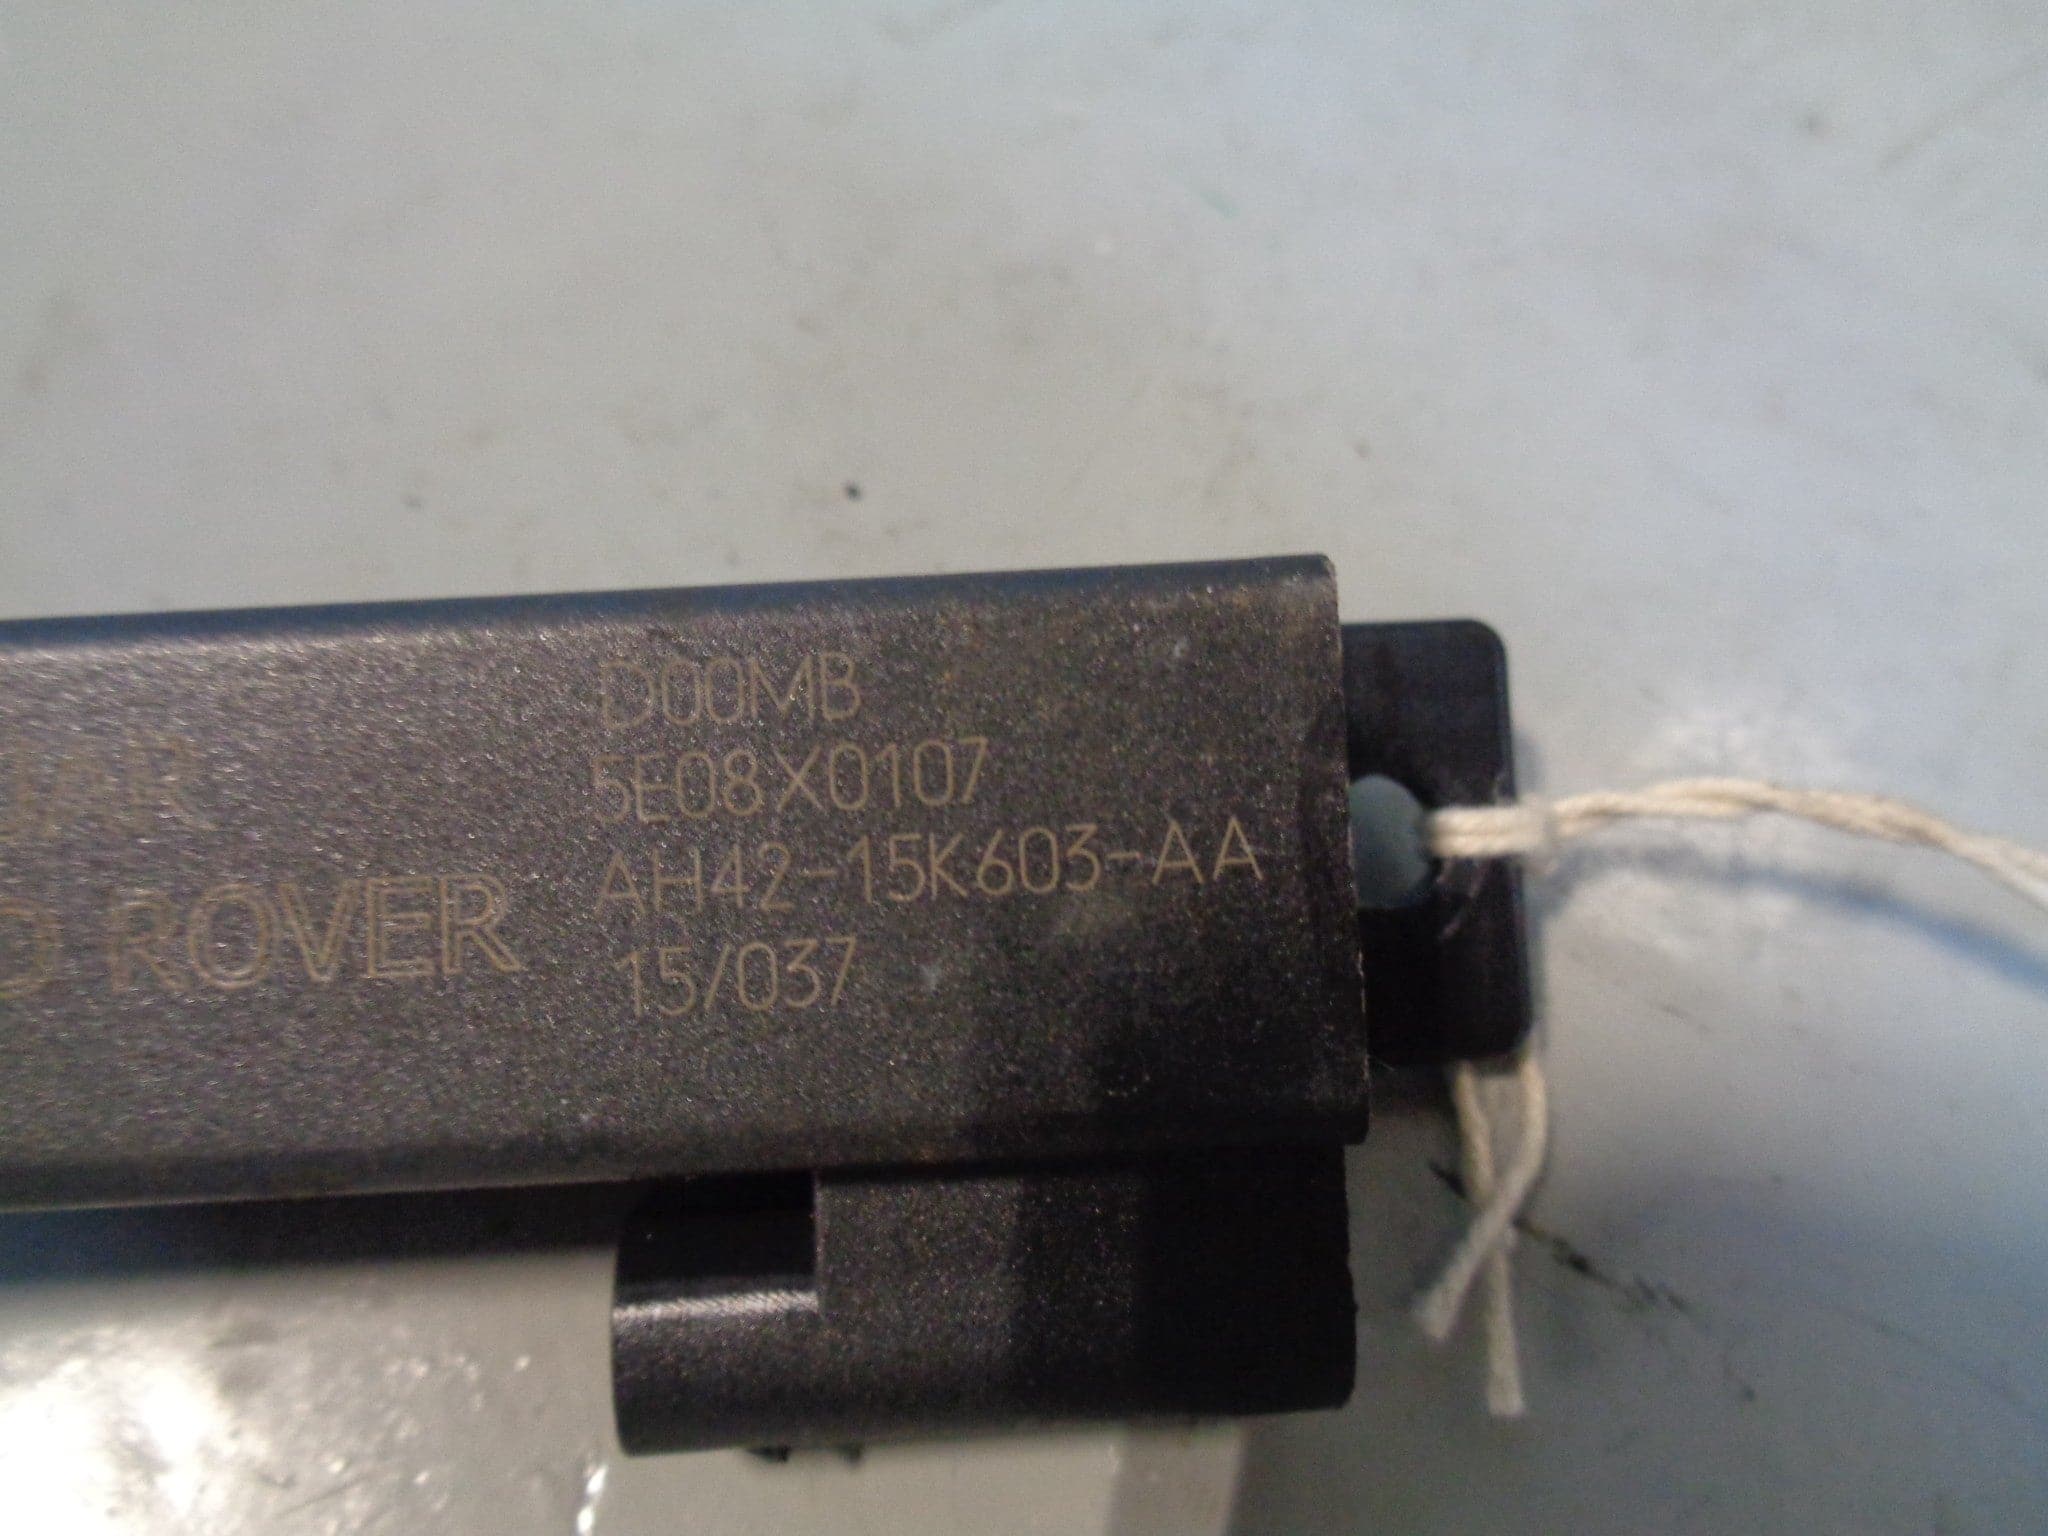 D00MB
5E08X0107
AH42-15K603-AA
15/037
ROVER